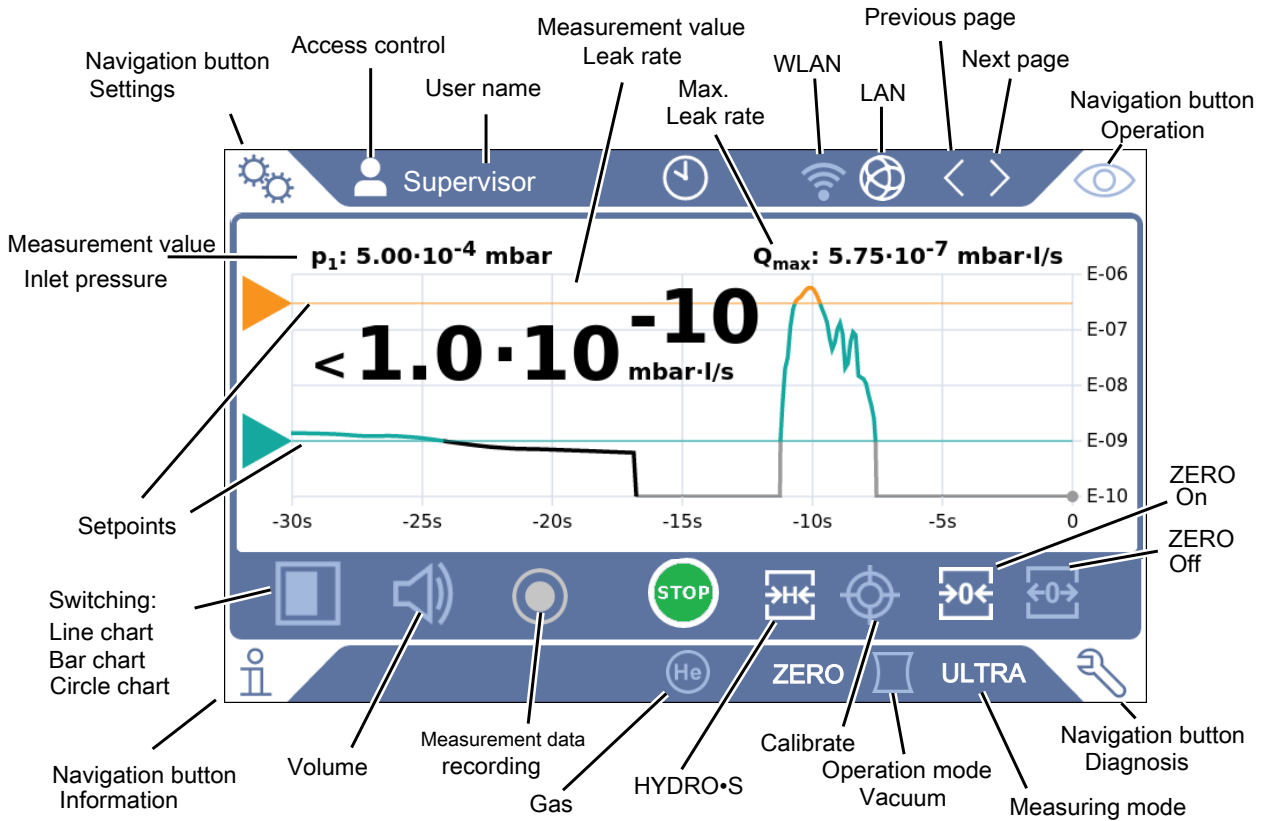 Previous page
Measurement value
Leak rate
Access control
Navigation button
Settings
WLAN
Next page
User name
Max.
Leak rate
LAN
Navigation button
Operation
Supervisor
Measurement value
Inlet pressure
p₁: 5.00·10⁻⁴ mbar
Qₘₐₓ: 5.75·10⁻⁷ mbar·l/s
E-06
<1.0·10⁻¹⁰
mbar·l/s
E-07
E-08
E-09
E-10
-30s
-25s
-20s
-15s
-10s
-5s
0
Setpoints
ZERO
On
ZERO
Off
Switching:
Line chart
Bar chart
Circle chart
STOP
H
0
0
He
ZERO
ULTRA
Navigation button
Information
Volume
Measurement data
recording
Gas
HYDRO•S
Calibrate
Operation mode
Vacuum
Measuring mode
Navigation button
Diagnosis